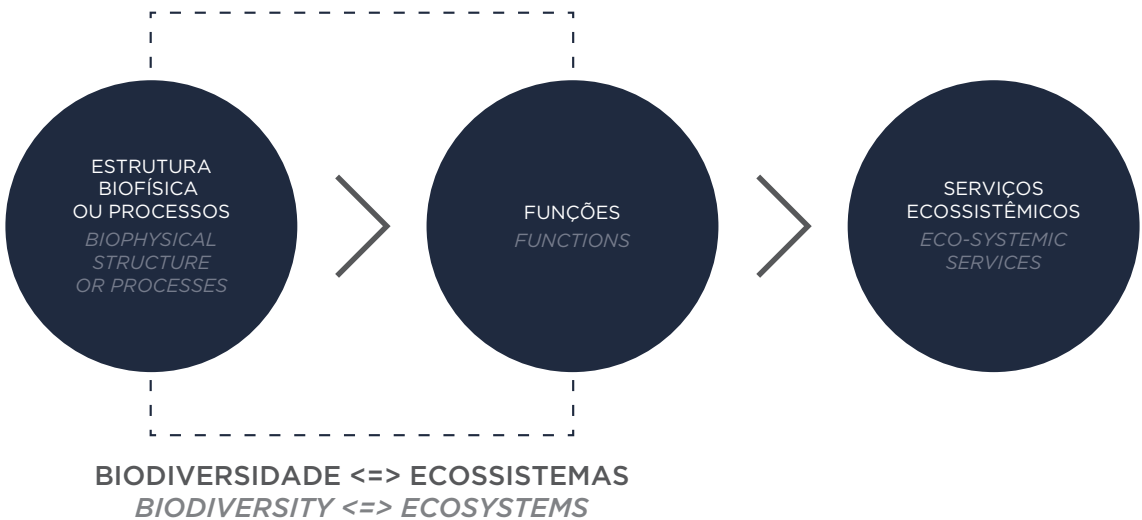 ESTRUTURA
BIOFÍSICA
OU PROCESSOS
BIOPHYSICAL
STRUCTURE
OR PROCESSES
FUNÇÕES
FUNCTIONS
SERVIÇOS
ECOSSISTÊMICOS
ECO-SYSTEMIC
SERVICES
BIODIVERSIDADE <=> ECOSSISTEMAS
BIODIVERSITY <=> ECOSYSTEMS